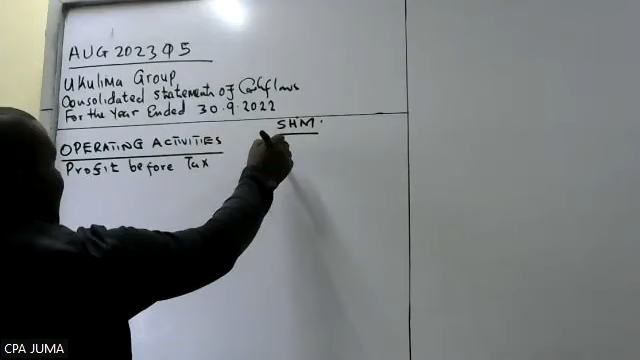 AUG 2023 Q5
Ukulima Group
Consolidated Statement of Cashflows
For the Year Ended 30.9.2022
SHM.
OPERATING ACTIVITIES
Profit before Tax
CPA JUMA